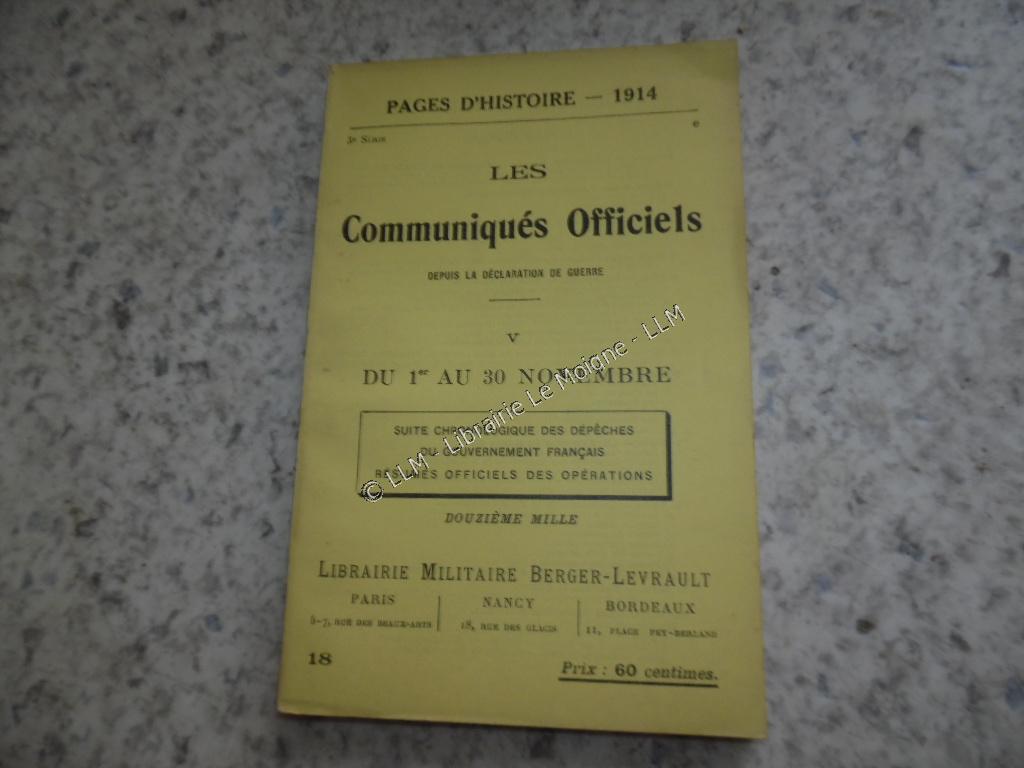 PAGES D'HISTOIRE — 1914
3e SÉRIE
e
LES
Communiqués Officiels
DEPUIS LA DÉCLARATION DE GUERRE
V
DU 1er AU 30 NOVEMBRE
SUITE CHRONOLOGIQUE DES DÉPÊCHES
DU GOUVERNEMENT FRANÇAIS
RÉSUMÉS OFFICIELS DES OPÉRATIONS
DOUZIÈME MILLE
LIBRAIRIE MILITAIRE BERGER-LEVRAULT
PARIS
5-7, RUE DES BEAUX-ARTS
NANCY
18, RUE DES GLACIS
BORDEAUX
11, PLACE PEY-BERLAND
18
Prix : 60 centimes.
© LLM - Librairie Le Moigne - LLM